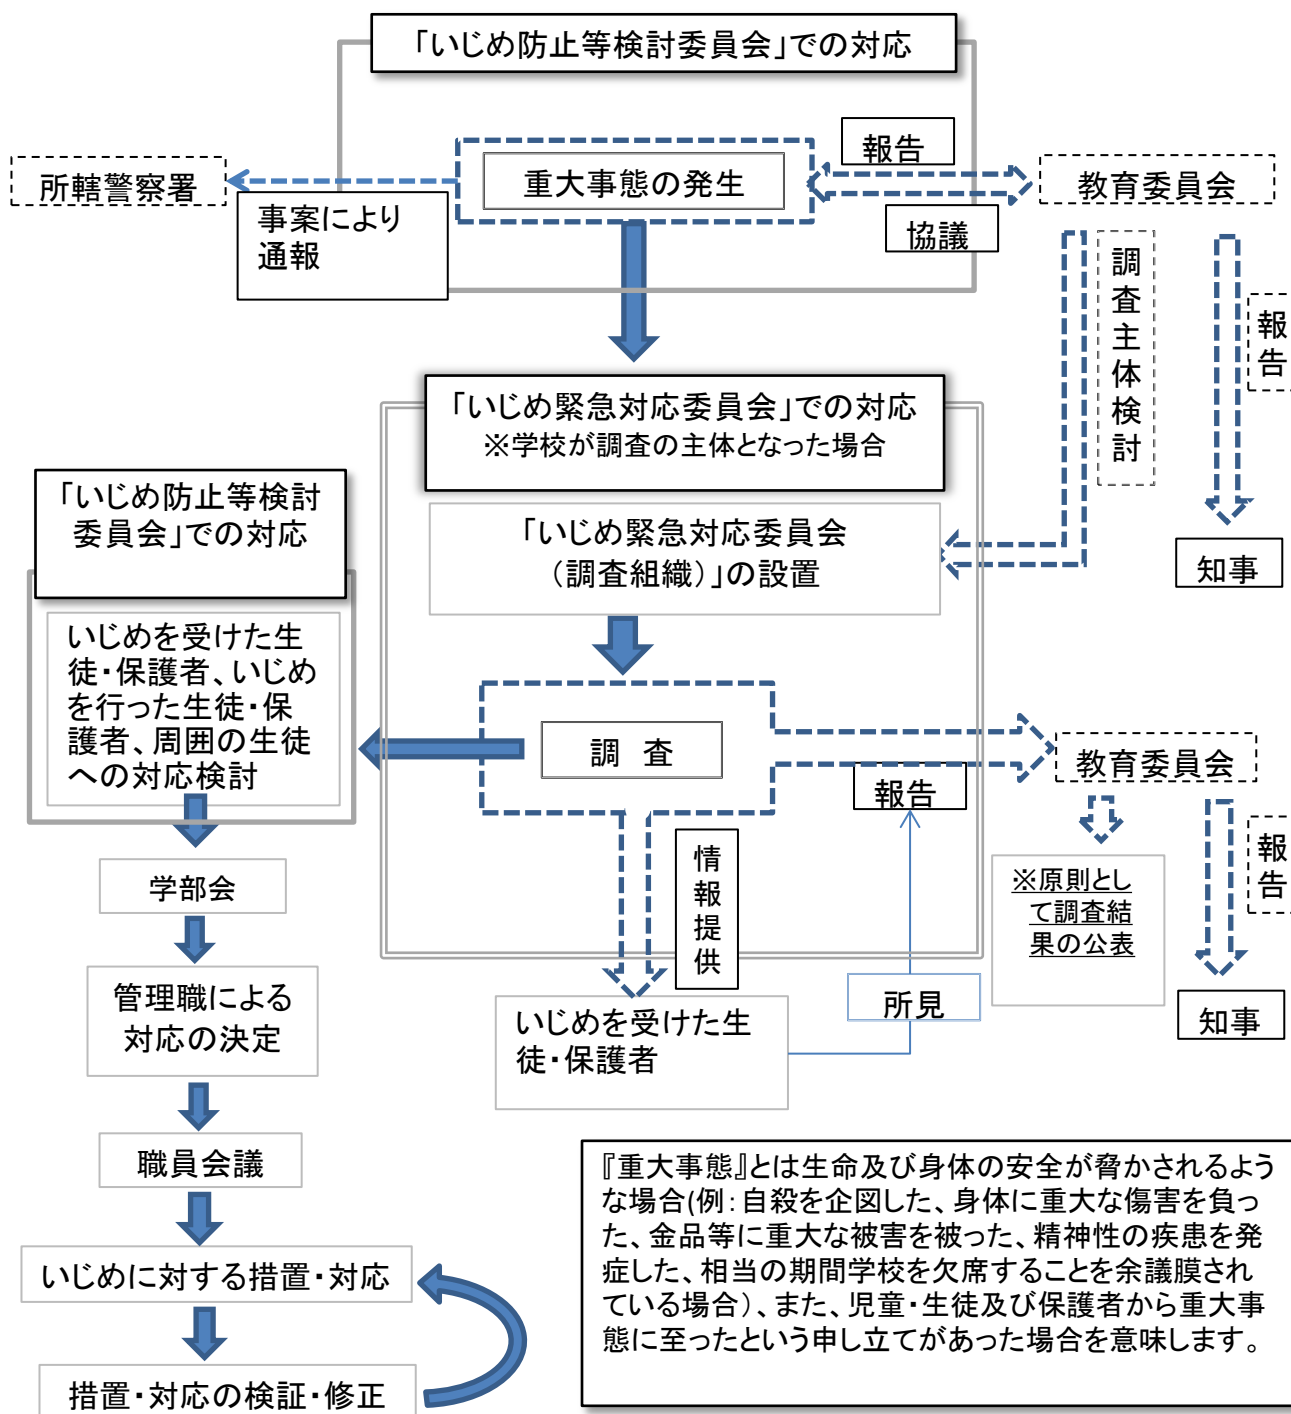 「いじめ防止等検討委員会」での対応
報告
所轄警察署
重大事態の発生
教育委員会
事案により
通報
協議
調査主体検討
報告
「いじめ緊急対応委員会」での対応
※学校が調査の主体となった場合
「いじめ防止等検討
委員会」での対応
「いじめ緊急対応委員会
（調査組織）」の設置
知事
いじめを受けた生
徒・保護者、いじめ
を行った生徒・保
護者、周囲の生徒
への対応検討
調　査
教育委員会
報告
情報提供
報告
※原則とし
て調査結
果の公表
学部会
管理職による
対応の決定
所見
知事
いじめを受けた生
徒・保護者
職員会議
いじめに対する措置・対応
措置・対応の検証・修正
『重大事態』とは生命及び身体の安全が脅かされるよう
な場合(例：自殺を企図した、身体に重大な傷害を負っ
た、金品等に重大な被害を被った、精神性の疾患を発
症した、相当の期間学校を欠席することを余議膜され
ている場合）、また、児童・生徒及び保護者から重大事
態に至ったという申し立てがあった場合を意味します。